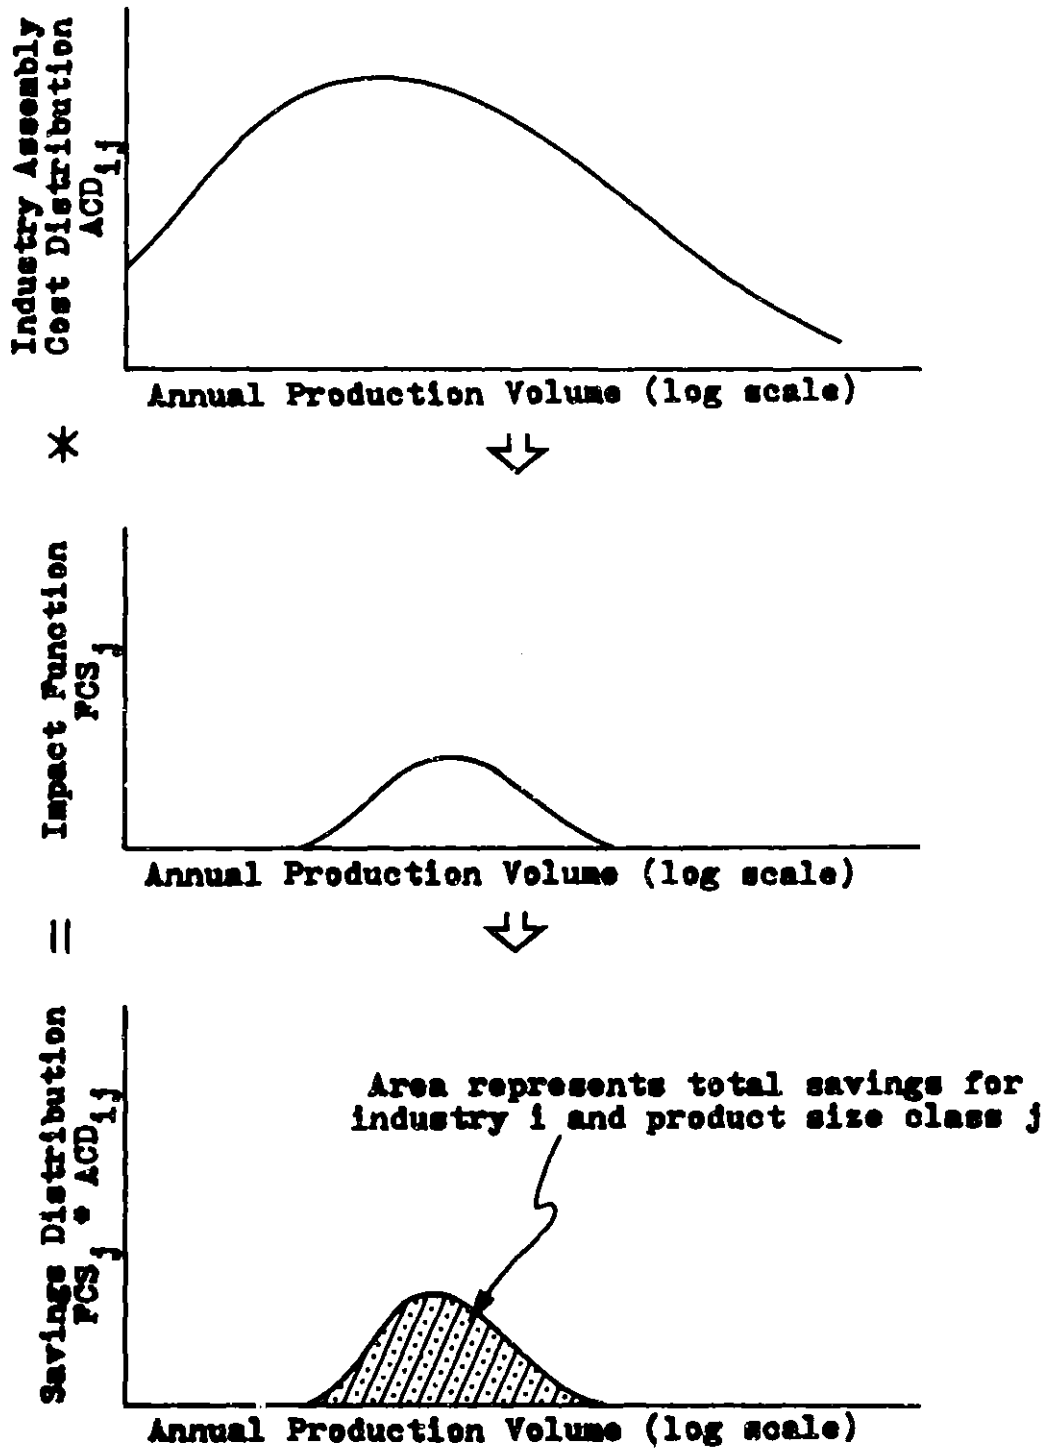 Industry Assembly
Cost Distribution
ACD_ij
Annual Production Volume (log scale)
*
Impact Function
FCS_j
Annual Production Volume (log scale)
=
Savings Distribution
FCS_j * ACD_ij
Area represents total savings for
industry i and product size class j
Annual Production Volume (log scale)